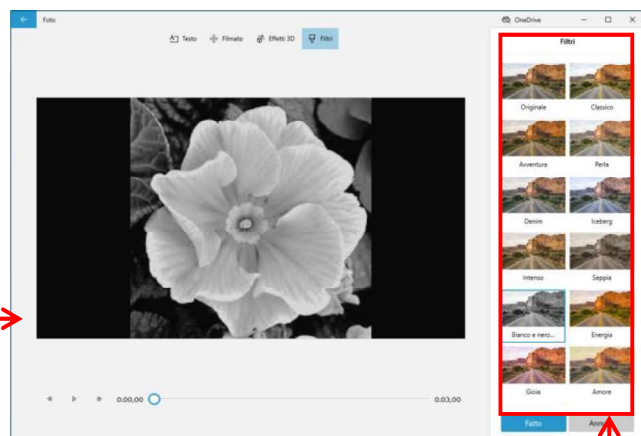 Foto
OneDrive
Testo Filmato Effetti 3D Filtri
Filtri
Originale Classico
Avventura Perla
Denim Iceberg
Intenso Seppia
Bianco e nero... Energia
Gioia Amore
0.00,00 0.03,00
Fatto